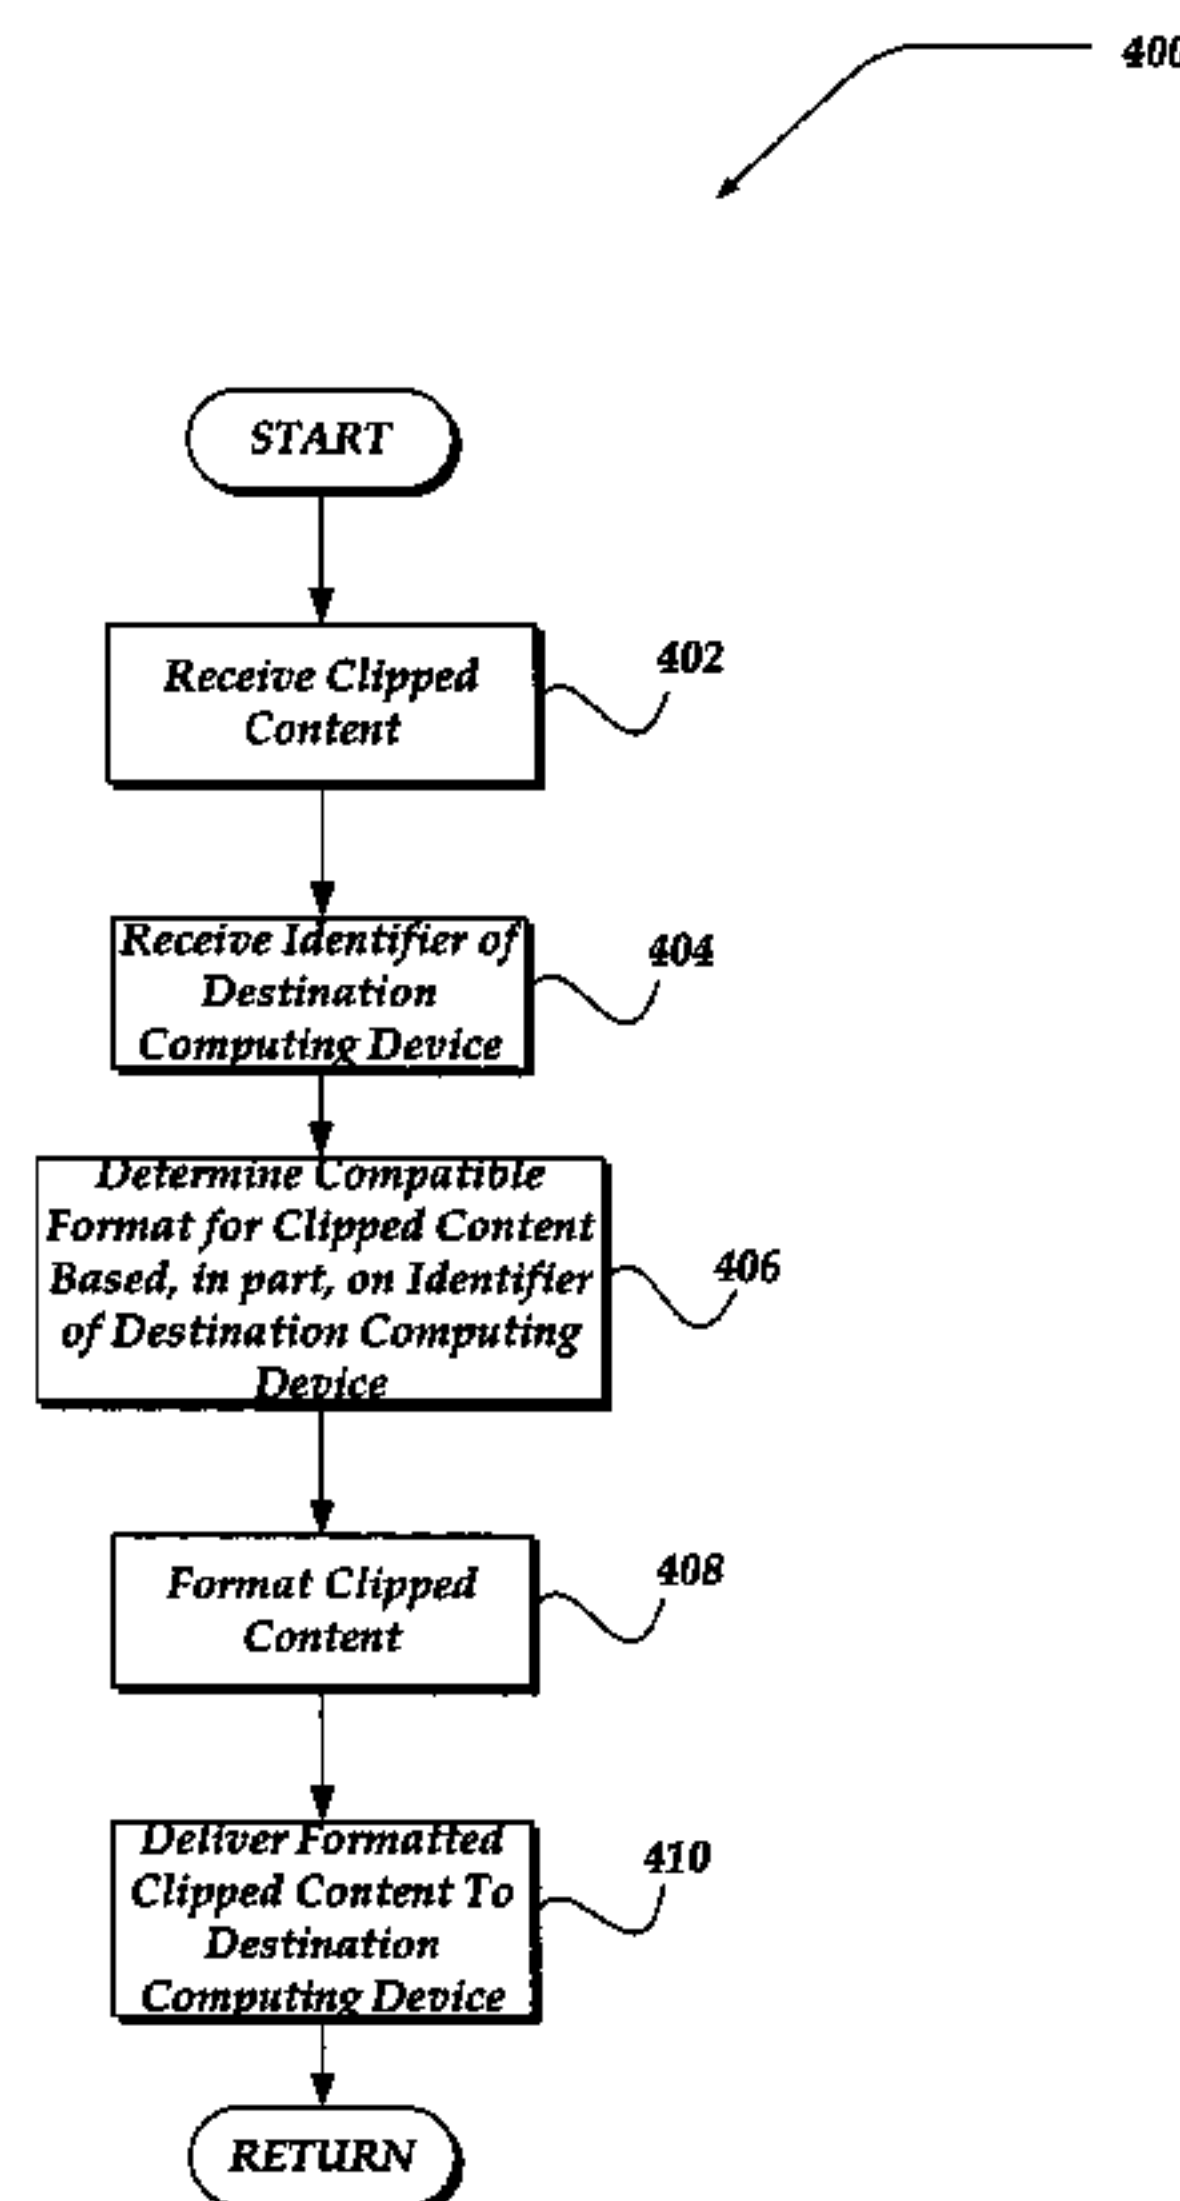 400
START
Receive Clipped
Content
402
Receive Identifier of
Destination
Computing Device
404
Determine Compatible
Format for Clipped Content
Based, in part, on Identifier
of Destination Computing
Device
406
Format Clipped
Content
408
Deliver Formatted
Clipped Content To
Destination
Computing Device
410
RETURN